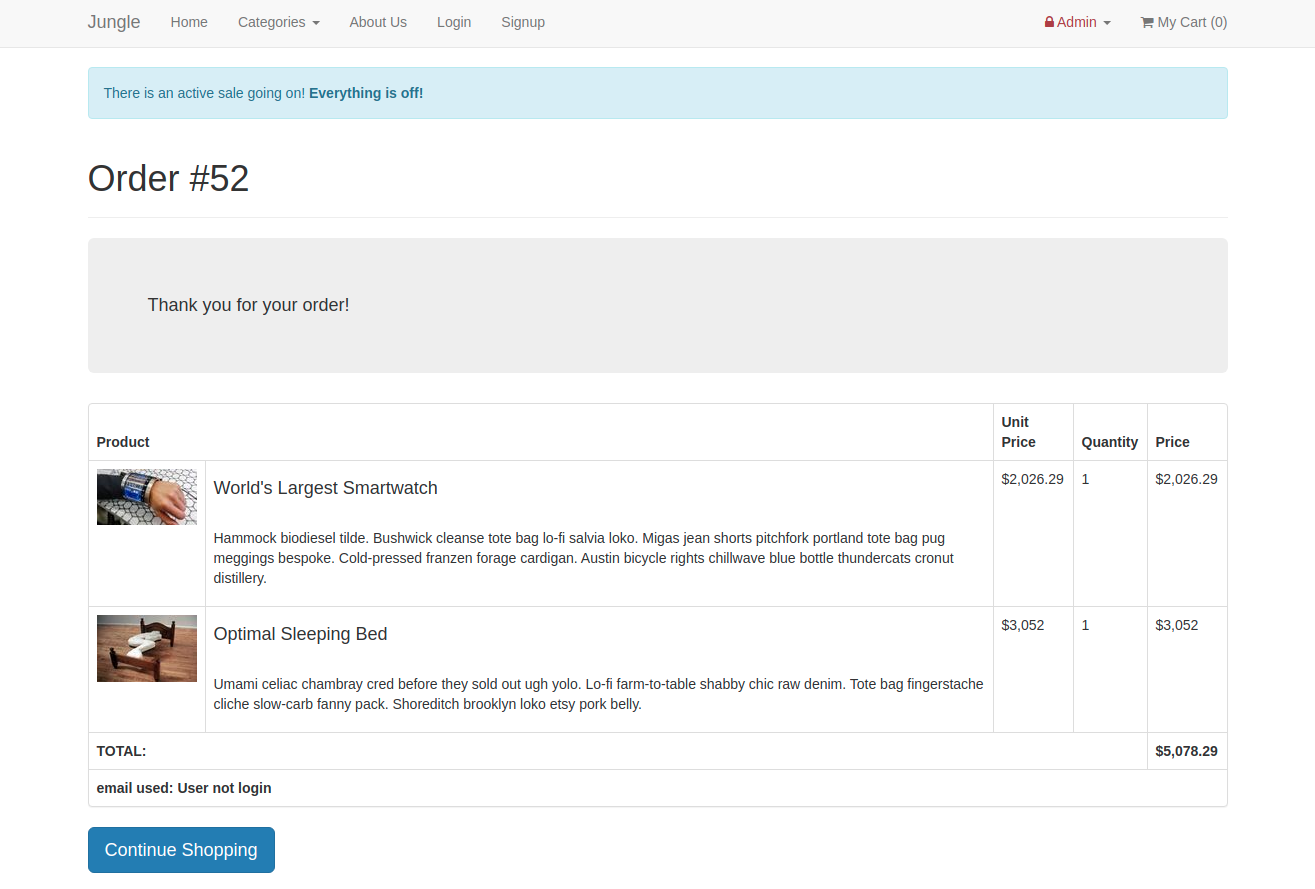 Jungle Home Categories About Us Login Signup Admin My Cart (0)
There is an active sale going on! Everything is off!
Order #52
Thank you for your order!
Product Unit Price Quantity Price
World's Largest Smartwatch $2,026.29 1 $2,026.29
Hammock biodiesel tilde. Bushwick cleanse tote bag lo-fi salvia loko. Migas jean shorts pitchfork portland tote bag pug
meggings bespoke. Cold-pressed franzen forage cardigan. Austin bicycle rights chillwave blue bottle thundercats cronut
distillery.
Optimal Sleeping Bed $3,052 1 $3,052
Umami celiac chambray cred before they sold out ugh yolo. Lo-fi farm-to-table shabby chic raw denim. Tote bag fingerstache
cliche slow-carb fanny pack. Shoreditch brooklyn loko etsy pork belly.
TOTAL: $5,078.29
email used: User not login
Continue Shopping